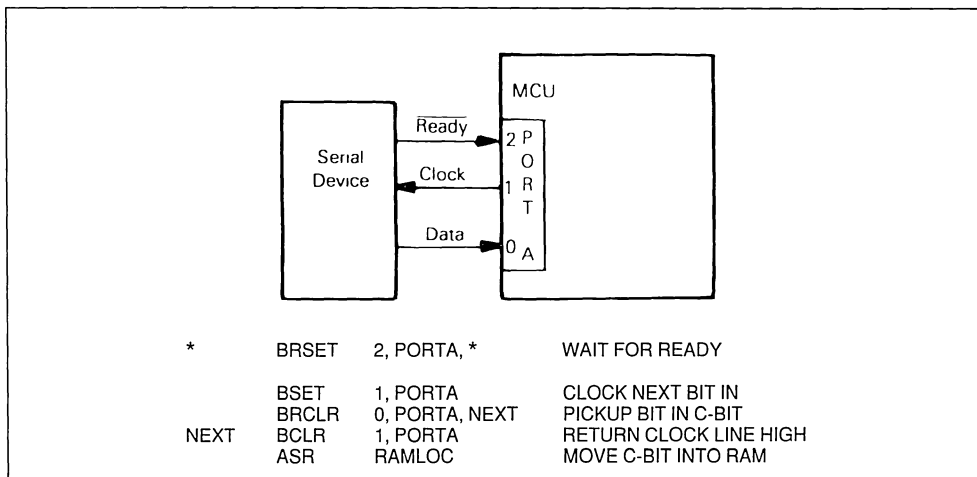 MCU
Ready
2 P
Serial
Device
O
Clock
1 R
T
Data
0 A
* BRSET 2, PORTA, * WAIT FOR READY
BSET 1, PORTA CLOCK NEXT BIT IN
BRCLR 0, PORTA, NEXT PICKUP BIT IN C-BIT
NEXT BCLR 1, PORTA RETURN CLOCK LINE HIGH
ASR RAMLOC MOVE C-BIT INTO RAM